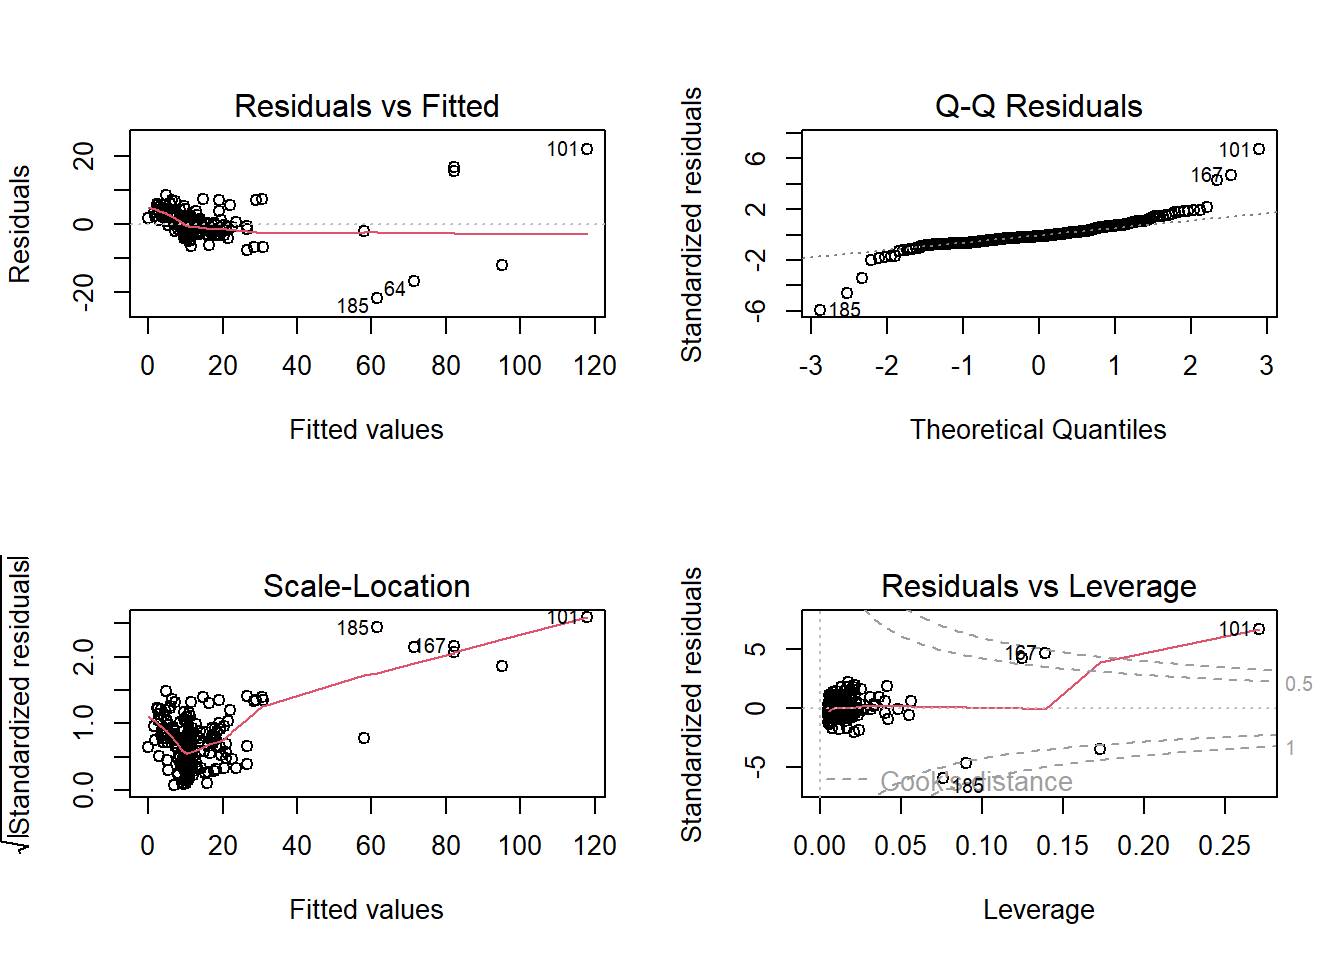 Residuals vs Fitted
Residuals
20
0
-20
101
64
185
0 20 40 60 80 100 120
Fitted values
Q-Q Residuals
Standardized residuals
6
2
-2
-6
101
167
185
-3 -2 -1 0 1 2 3
Theoretical Quantiles
Scale-Location
√|Standardized residuals|
2.0
1.0
0.0
185
167
101
0 20 40 60 80 100 120
Fitted values
Residuals vs Leverage
Standardized residuals
5
0
-5
101
167
185
0.5
1
Cook's distance
0.00 0.05 0.10 0.15 0.20 0.25
Leverage